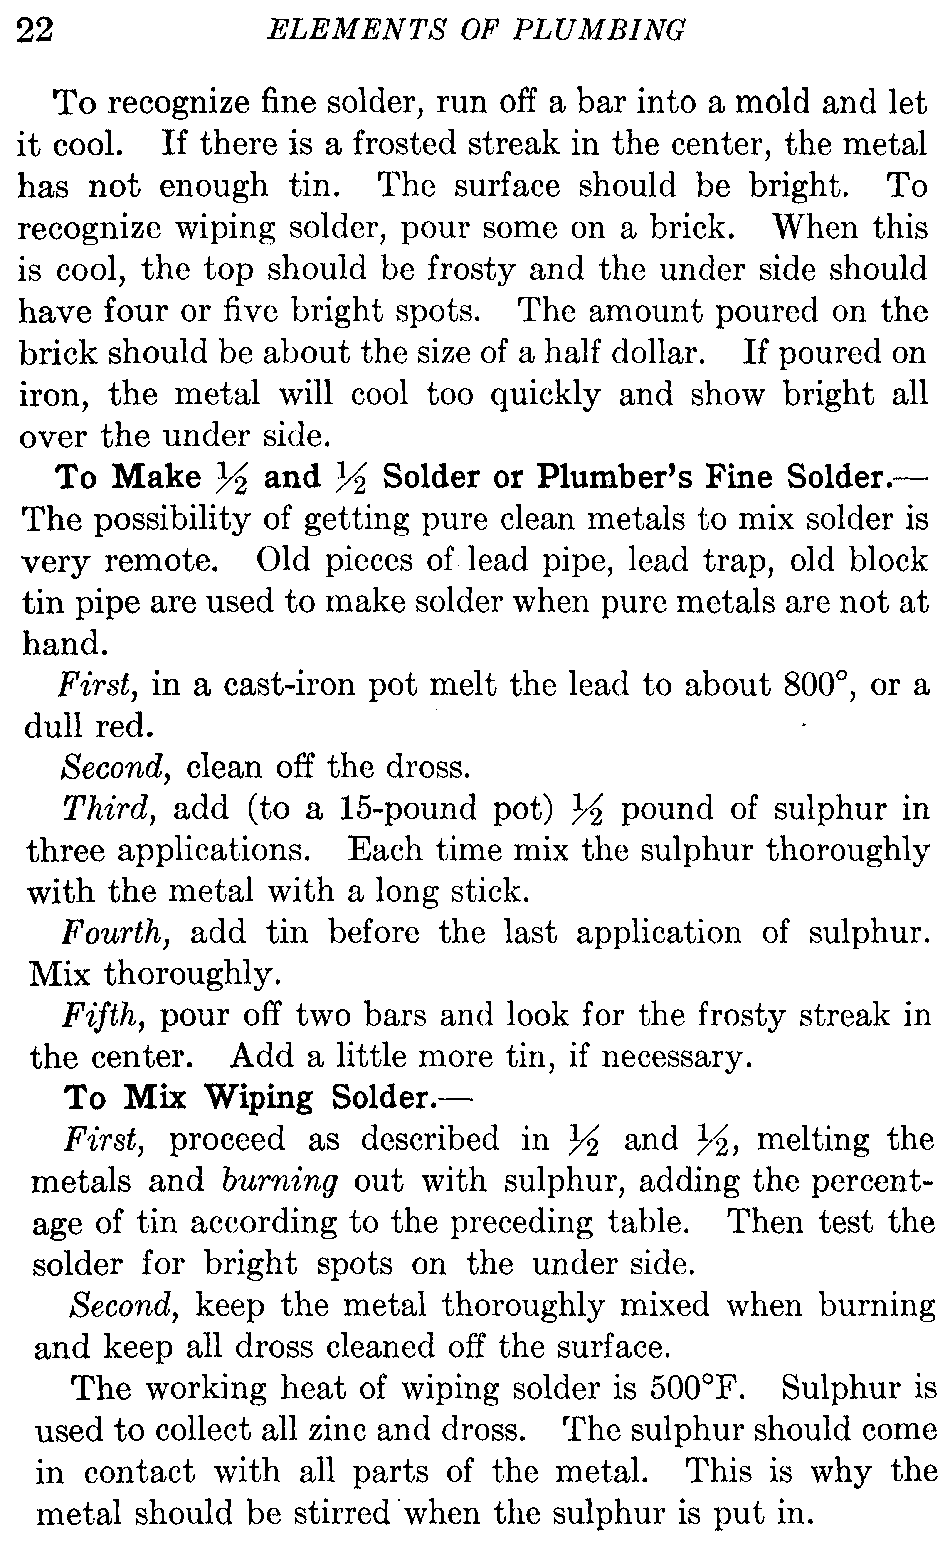 22 ELEMENTS OF PLUMBING
To recognize fine solder, run off a bar into a mold and let
it cool. If there is a frosted streak in the center, the metal
has not enough tin. The surface should be bright. To
recognize wiping solder, pour some on a brick. When this
is cool, the top should be frosty and the under side should
have four or five bright spots. The amount poured on the
brick should be about the size of a half dollar. If poured on
iron, the metal will cool too quickly and show bright all
over the under side.
To Make ½ and ½ Solder or Plumber's Fine Solder.—
The possibility of getting pure clean metals to mix solder is
very remote. Old pieces of lead pipe, lead trap, old block
tin pipe are used to make solder when pure metals are not at
hand.
First, in a cast-iron pot melt the lead to about 800°, or a
dull red.
Second, clean off the dross.
Third, add (to a 15-pound pot) ½ pound of sulphur in
three applications. Each time mix the sulphur thoroughly
with the metal with a long stick.
Fourth, add tin before the last application of sulphur.
Mix thoroughly.
Fifth, pour off two bars and look for the frosty streak in
the center. Add a little more tin, if necessary.
To Mix Wiping Solder.—
First, proceed as described in ½ and ½, melting the
metals and burning out with sulphur, adding the percent-
age of tin according to the preceding table. Then test the
solder for bright spots on the under side.
Second, keep the metal thoroughly mixed when burning
and keep all dross cleaned off the surface.
The working heat of wiping solder is 500°F. Sulphur is
used to collect all zinc and dross. The sulphur should come
in contact with all parts of the metal. This is why the
metal should be stirred when the sulphur is put in.